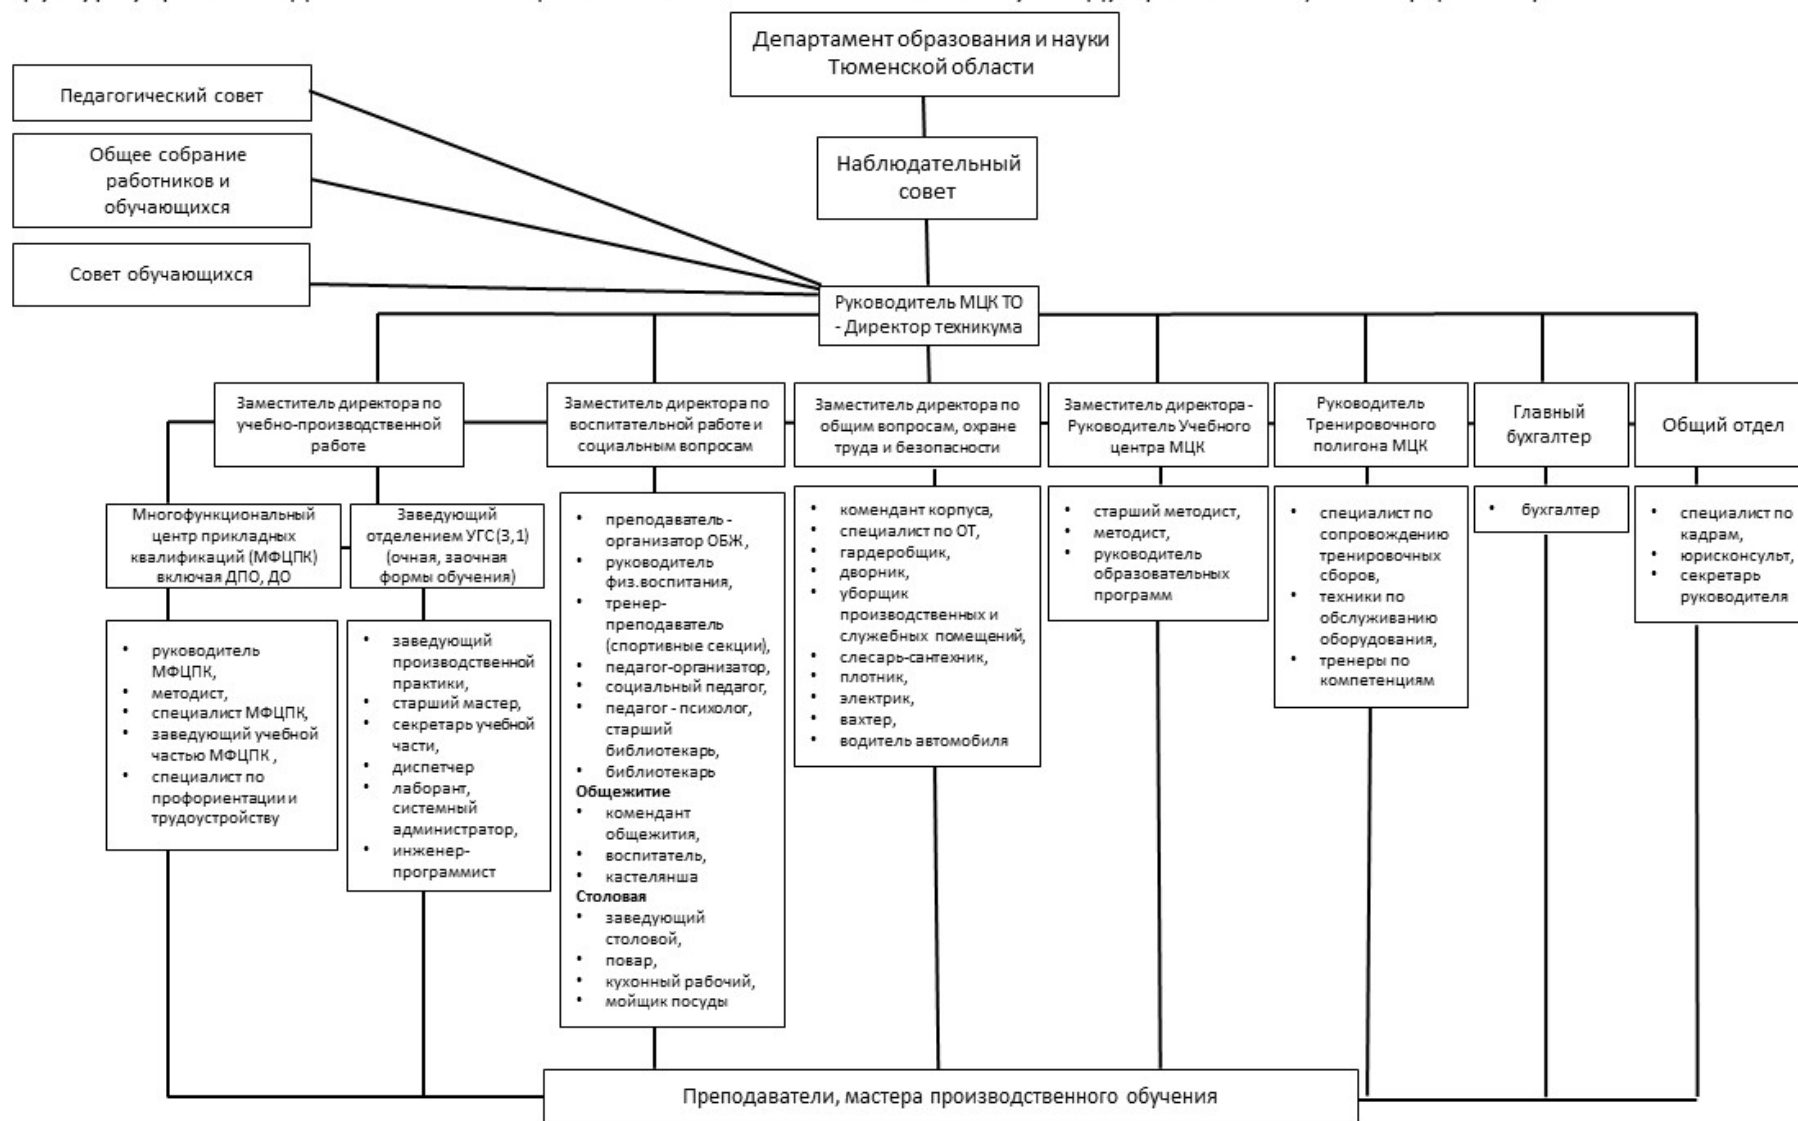 Департамент образования и науки
Тюменской области
Педагогический совет
Общее собрание
работников и
обучающихся
Совет обучающихся
Наблюдательный
совет
Руководитель МЦК ТО
- Директор техникума
Заместитель директора по
учебно-производственной
работе
Заместитель директора по
воспитательной работе и
социальным вопросам
Заместитель директора по
общим вопросам, охране
труда и безопасности
Заместитель директора-
Руководитель Учебного
центра МЦК
Руководитель
Тренировочного
полигона МЦК
Главный
бухгалтер
Общий отдел
Многофункциональный
центр прикладных
квалификаций (МФЦПК)
включая ДПО, ДО
Заведующий
отделением УГС(3,1)
(очная, заочная
формы обучения)
• руководитель
МФЦПК,
• методист,
• специалист МФЦПК,
• заведующий учебной
частью МФЦПК ,
• специалист по
профориентации и
трудоустройству
• заведующий
производственной
практики,
• старший мастер,
• секретарь учебной
части,
• диспетчер
• лаборант,
системный
администратор,
• инженер-
программист
• преподаватель -
организатор ОБЖ,
• руководитель
физ.воспитания,
• тренер-
преподаватель
(спортивные секции),
• педагог-организатор,
• социальный педагог,
• педагог - психолог,
старший
библиотекарь,
• библиотекарь
Общежитие
• комендант
общежития,
• воспитатель,
• кастелянша
Столовая
• заведующий
столовой,
• повар,
• кухонный рабочий,
• мойщик посуды
• комендант корпуса,
• специалист по ОТ,
• гардеробщик,
• дворник,
• уборщик
производственных и
служебных помещений,
• слесарь-сантехник,
• плотник,
• электрик,
• вахтер,
• водитель автомобиля
• старший методист,
• методист,
• руководитель
образовательных
программ
• специалист по
сопровождению
тренировочных
сборов,
• техники по
обслуживанию
оборудования,
• тренеры по
компетенциям
• бухгалтер
• специалист по
кадрам,
• юрисконсульт,
• секретарь
руководителя
Преподаватели, мастера производственного обучения